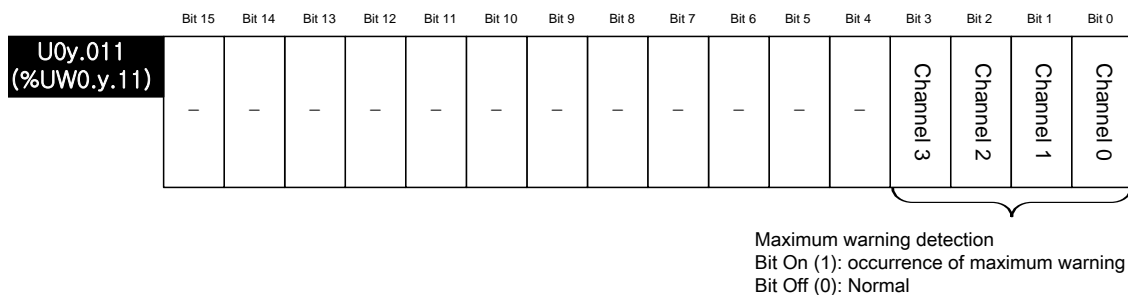 Bit 15 Bit 14 Bit 13 Bit 12 Bit 11 Bit 10 Bit 9 Bit 8 Bit 7 Bit 6 Bit 5 Bit 4 Bit 3 Bit 2 Bit 1 Bit 0
U0y.011
(%UW0.y.11)
– – – – – – – – – – – – Channel 3 Channel 2 Channel 1 Channel 0
Maximum warning detection
Bit On (1): occurrence of maximum warning
Bit Off (0): Normal